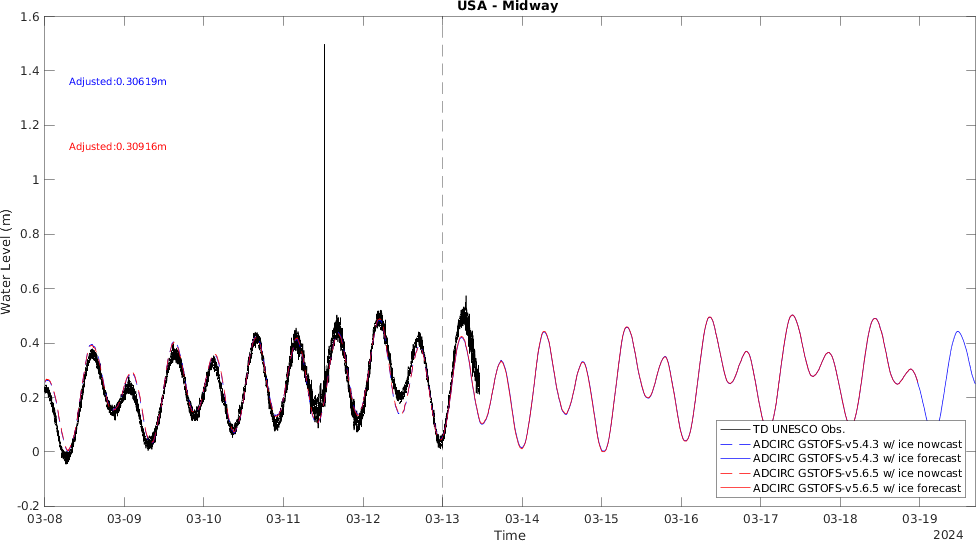 USA - Midway
1.6
1.4
1.2
1
0.8
0.6
0.4
0.2
0
-0.2
Water Level (m)
Adjusted:0.30619m
Adjusted:0.30916m
TD UNESCO Obs.
ADCIRC GSTOFS-v5.4.3 w/ ice nowcast
ADCIRC GSTOFS-v5.4.3 w/ ice forecast
ADCIRC GSTOFS-v5.6.5 w/ ice nowcast
ADCIRC GSTOFS-v5.6.5 w/ ice forecast
03-08 03-09 03-10 03-11 03-12 03-13 03-14 03-15 03-16 03-17 03-18 03-19
Time
2024